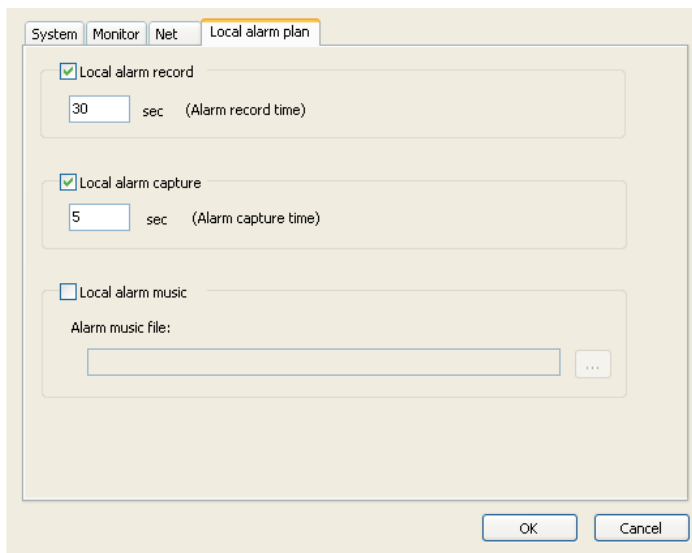 System Monitor Net Local alarm plan
Local alarm record
30 sec (Alarm record time)
Local alarm capture
5 sec (Alarm capture time)
Local alarm music
Alarm music file:
...
OK Cancel